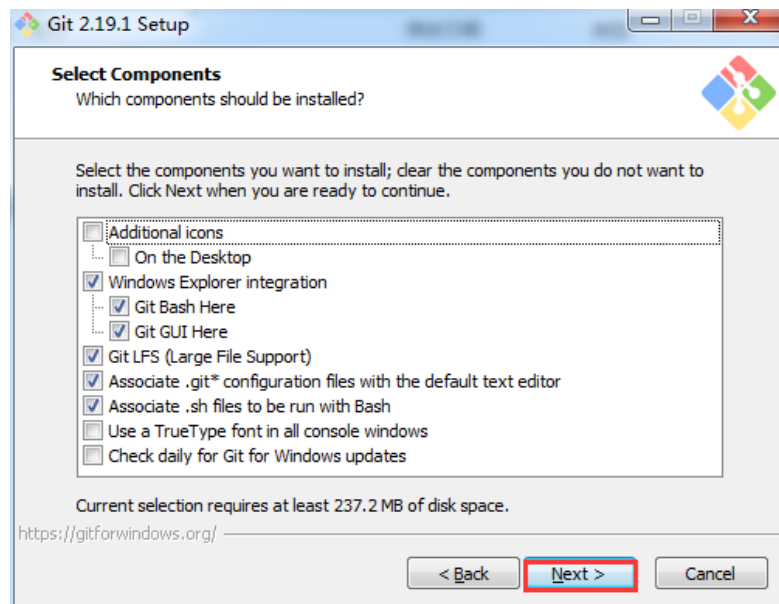 Git 2.19.1 Setup
Select Components
Which components should be installed?
Select the components you want to install; clear the components you do not want to
install. Click Next when you are ready to continue.
Additional icons
On the Desktop
Windows Explorer integration
Git Bash Here
Git GUI Here
Git LFS (Large File Support)
Associate .git* configuration files with the default text editor
Associate .sh files to be run with Bash
Use a TrueType font in all console windows
Check daily for Git for Windows updates
Current selection requires at least 237.2 MB of disk space.
https://gitforwindows.org/
< Back Next > Cancel